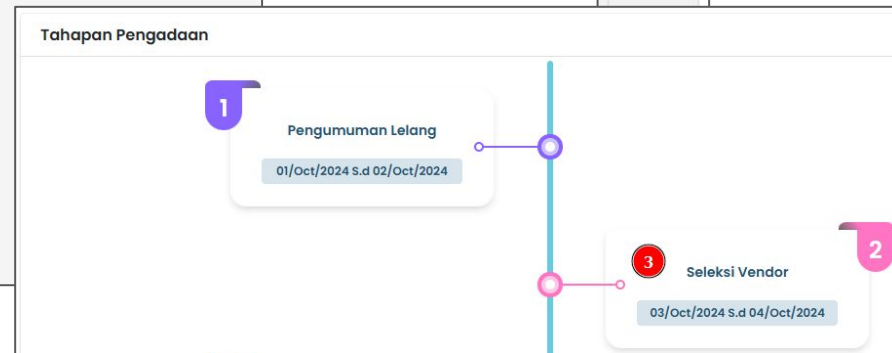 Tahapan Pengadaan
1
Pengumuman Lelang
01/Oct/2024 S.d 02/Oct/2024
2
3
Seleksi Vendor
03/Oct/2024 S.d 04/Oct/2024